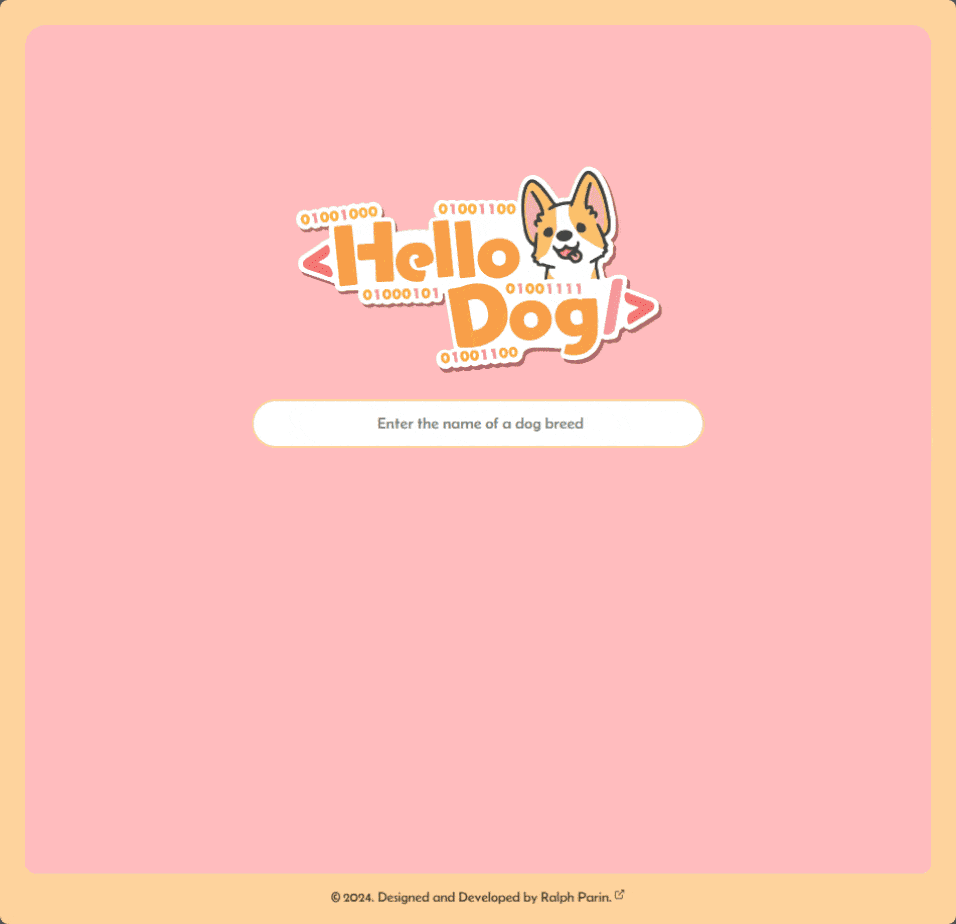 01001000
01001100
<Hello
01000101
01001111
Dog/>
01001100
Enter the name of a dog breed
© 2024. Designed and Developed by Ralph Parin.